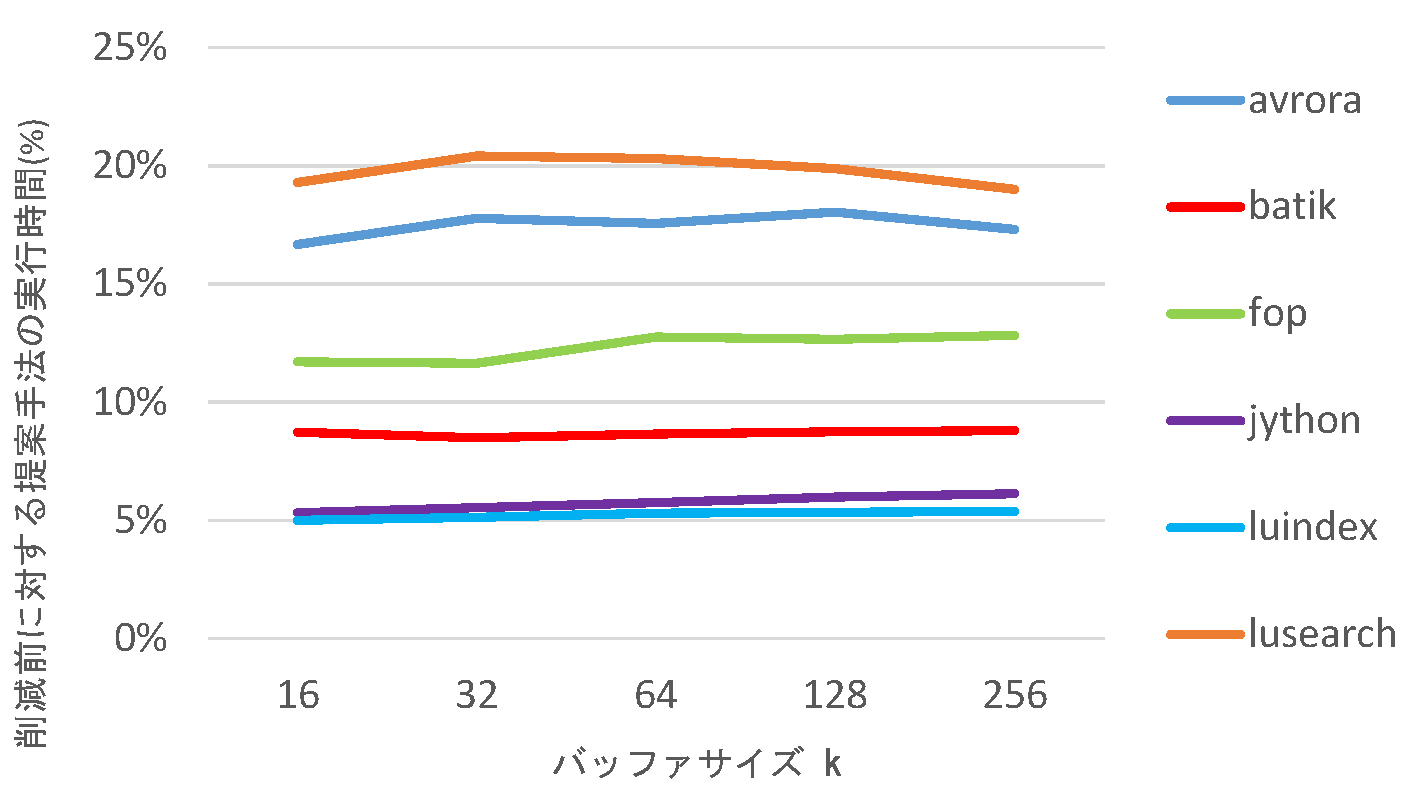 削減前に対する提案手法の実行時間(%)
25%
20%
15%
10%
5%
0%
16 32 64 128 256
バッファサイズ k
avrora
batik
fop
jython
luindex
lusearch